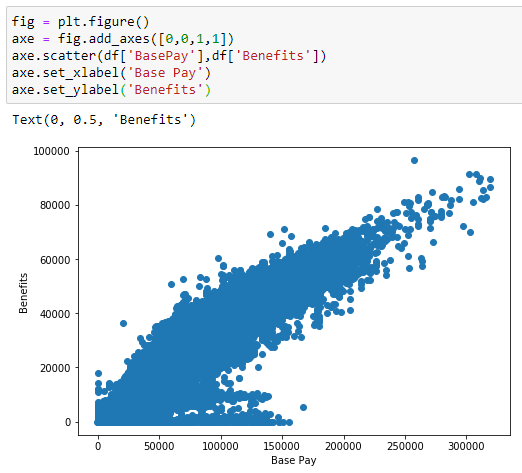 fig = plt.figure()
axe = fig.add_axes([0,0,1,1])
axe.scatter(df['BasePay'],df['Benefits'])
axe.set_xlabel('Base Pay')
axe.set_ylabel('Benefits')
Text(0, 0.5, 'Benefits')
100000
80000
60000
40000
20000
0
Benefits
0 50000 100000 150000 200000 250000 300000
Base Pay